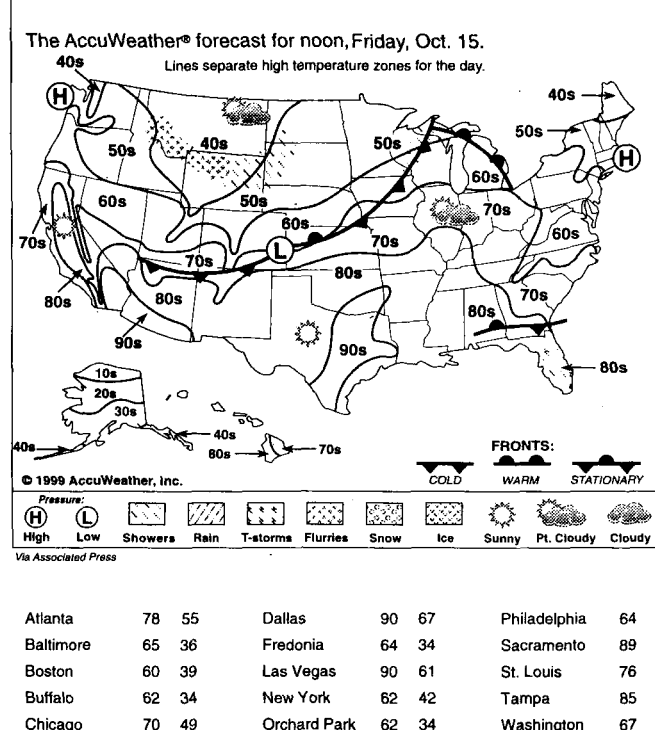 The AccuWeather® forecast for noon, Friday, Oct. 15.
Lines separate high temperature zones for the day.
40s
H
40s
50s
40s
50s
50s
H
60s
60s
50s
70s
60s
60s
70s
L
70s
70s
80s
80s
80s
70s
80s
90s
90s
80s
10s
20s
30s
40s
40s
80s
70s
© 1999 AccuWeather, Inc.
FRONTS:
COLD WARM STATIONARY
Pressure:
H L
High Low Showers Rain T-storms Flurries Snow Ice Sunny Pt. Cloudy Cloudy
Via Associated Press
Atlanta 78 55 Dallas 90 67 Philadelphia 64
Baltimore 65 36 Fredonia 64 34 Sacramento 89
Boston 60 39 Las Vegas 90 61 St. Louis 76
Buffalo 62 34 New York 62 42 Tampa 85
Chicago 70 49 Orchard Park 62 34 Washington 67